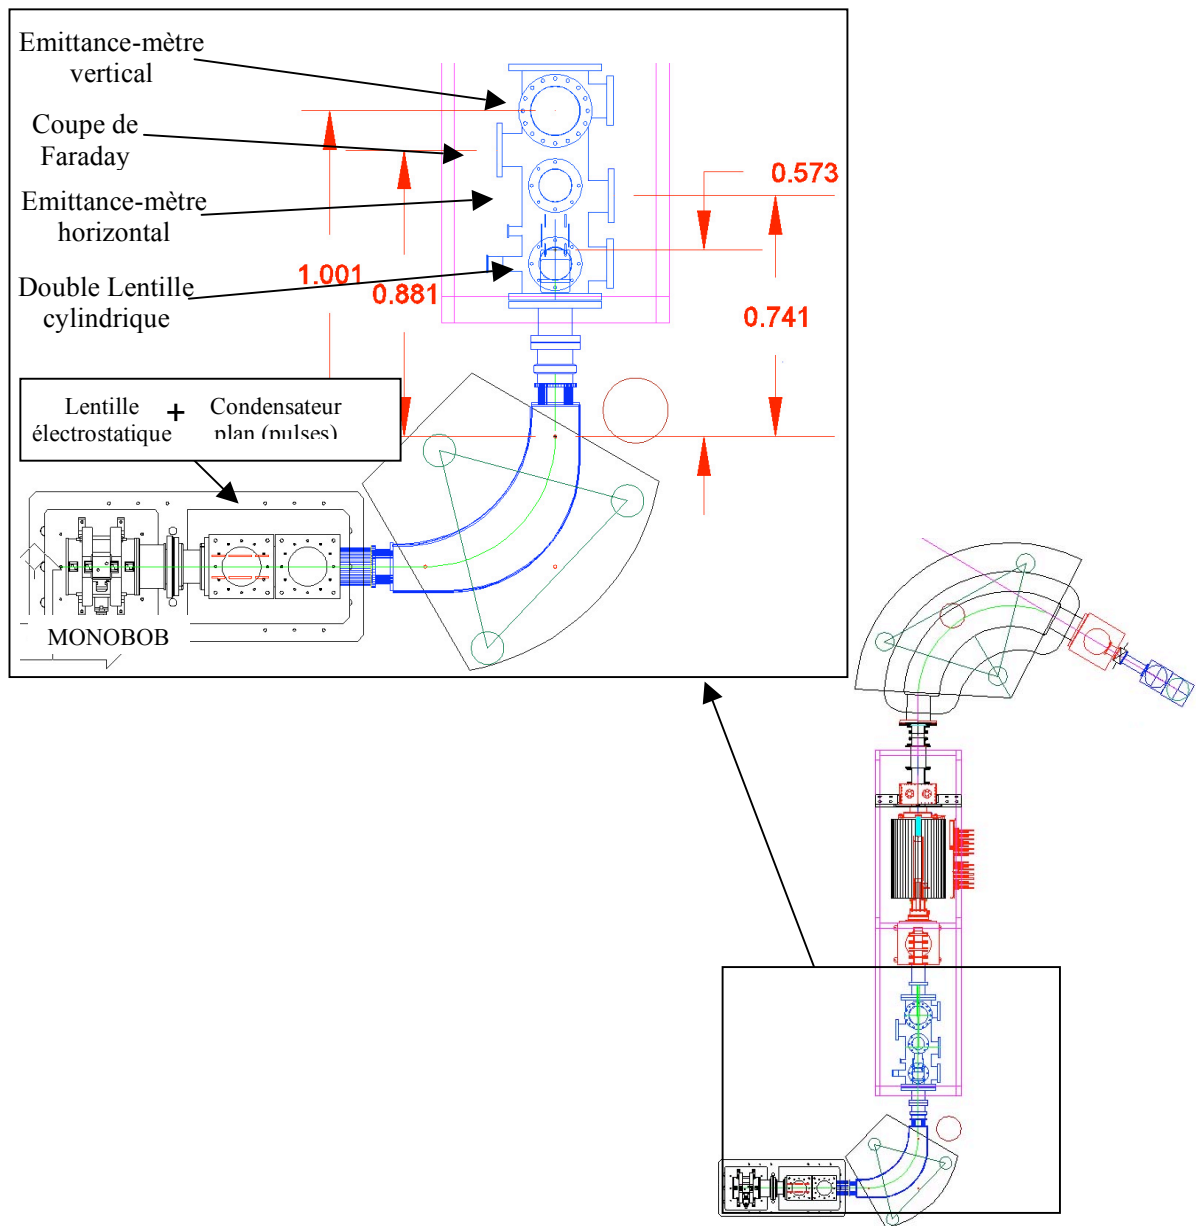 Emittance-mètre
vertical
Coupe de
Faraday
0.573
Emittance-mètre
horizontal
1.001
0.881
Double Lentille
cylindrique
0.741
Lentille
électrostatique
+
Condensateur
plan (pulses)
MONOBOB